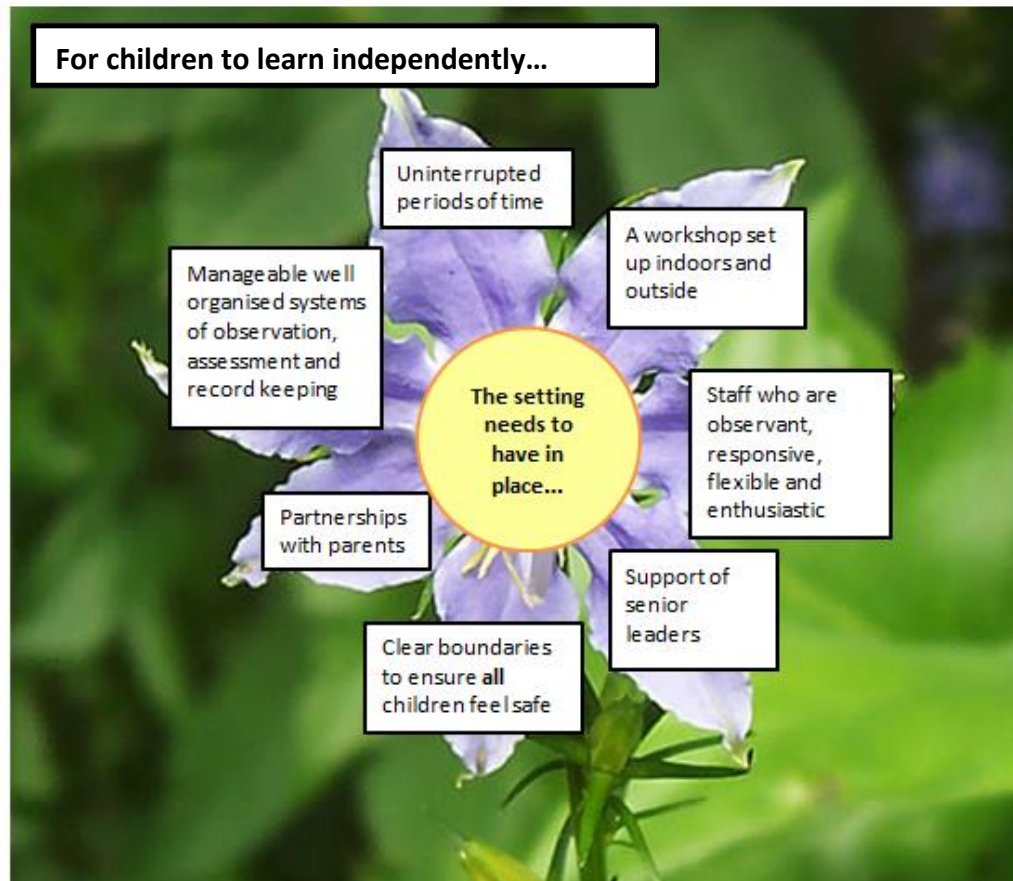 For children to learn independently…
Uninterrupted
periods of time
A workshop set
up indoors and
outside
Manageable well
organised systems
of observation,
assessment and
record keeping
The setting
needs to
have in
place...
Staff who are
observant,
responsive,
flexible and
enthusiastic
Partnerships
with parents
Support of
senior
leaders
Clear boundaries
to ensure all
children feel safe